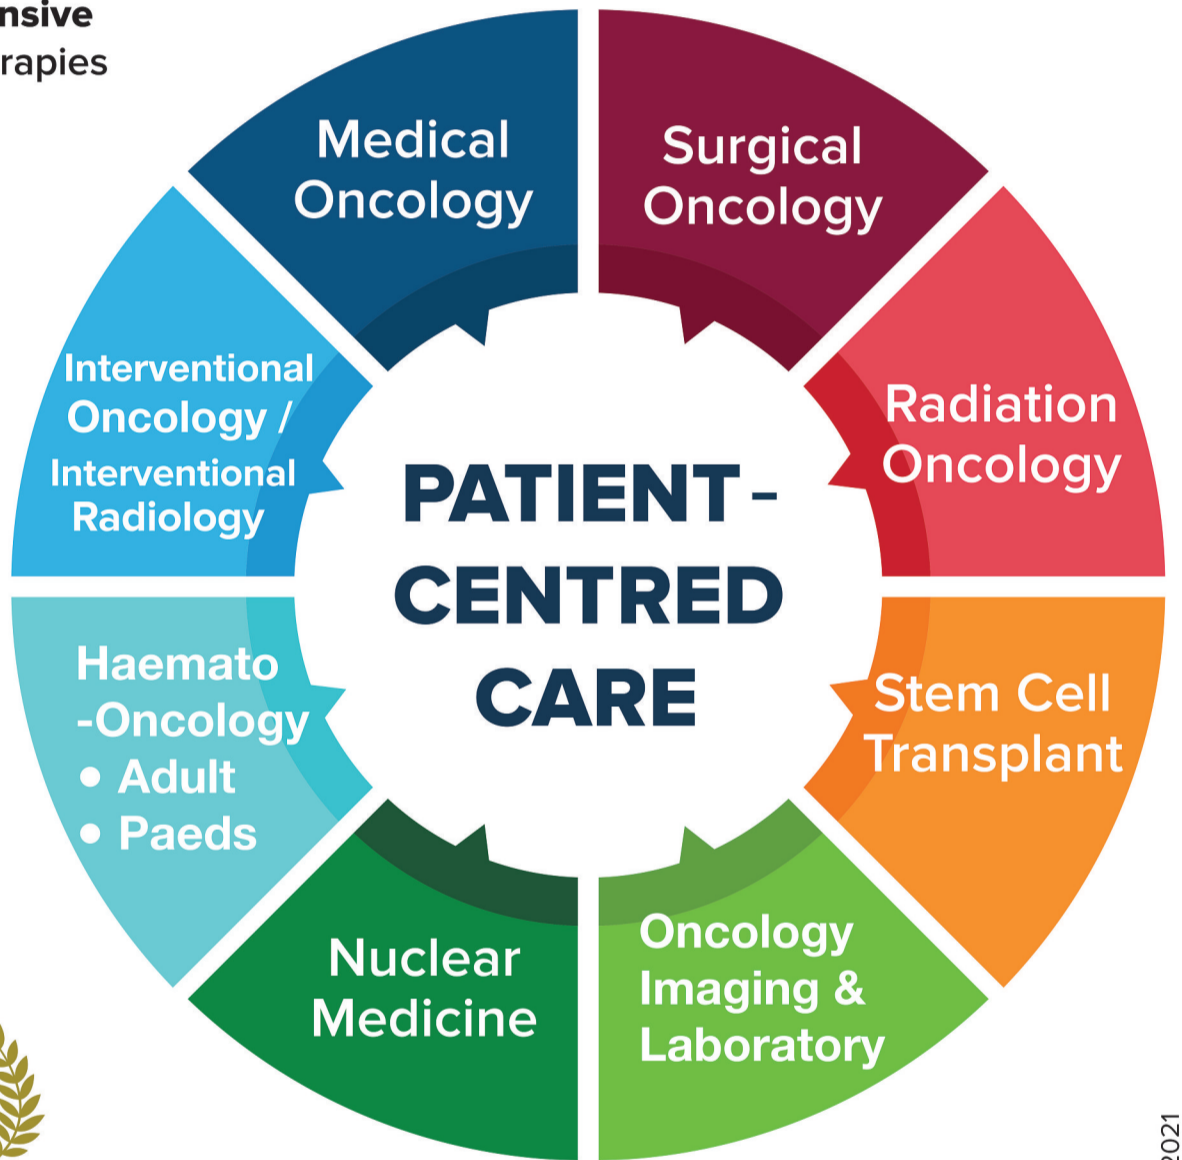 nsive
rapies
Medical
Oncology
Surgical
Oncology
Radiation
Oncology
Stem Cell
Transplant
Oncology
Imaging &
Laboratory
Nuclear
Medicine
Haemato
-Oncology
• Adult
• Paeds
Interventional
Oncology /
Interventional
Radiology
PATIENT-
CENTRED
CARE
2021